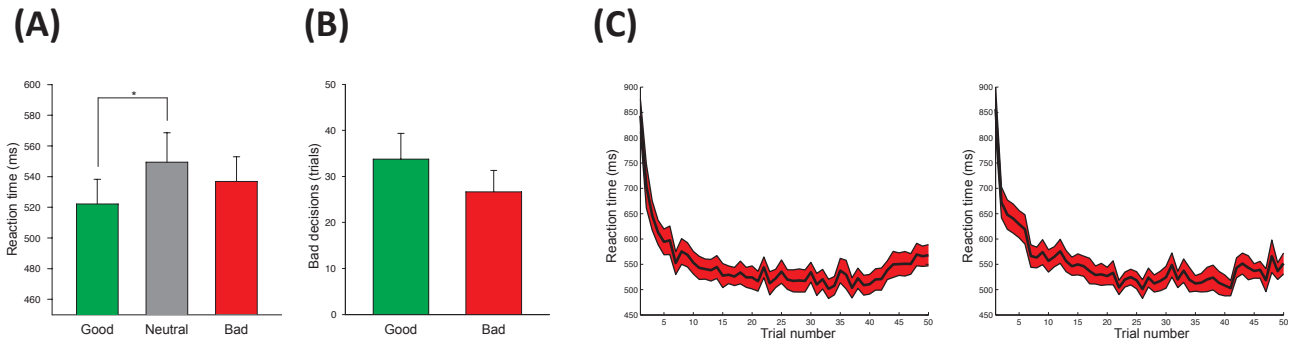 (A)
600
580
560
540
520
500
480
460
Reaction time (ms)
*
Good Neutral Bad
(B)
50
40
30
20
10
0
Bad decisions (trials)
Good Bad
(C)
900
850
800
750
700
650
600
550
500
450
Reaction time (ms)
5 10 15 20 25 30 35 40 45 50
Trial number
900
850
800
750
700
650
600
550
500
450
Reaction time (ms)
5 10 15 20 25 30 35 40 45 50
Trial number